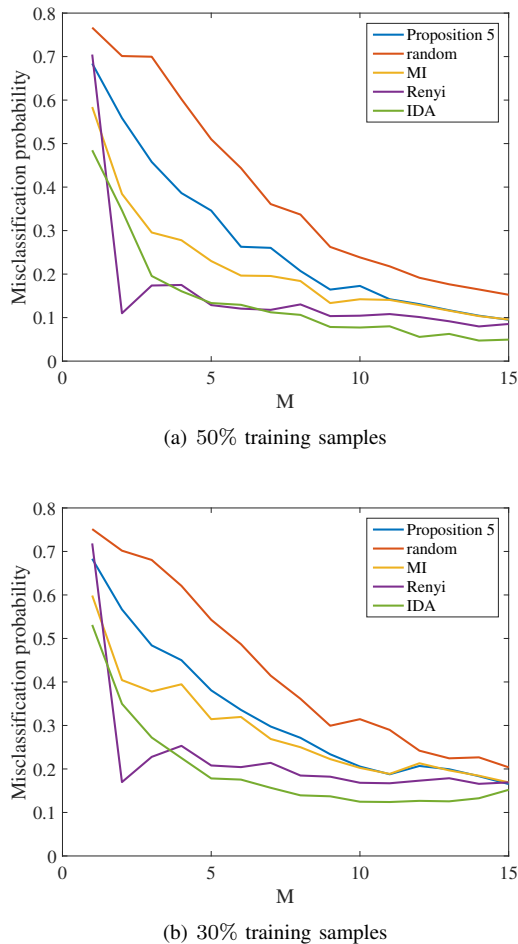 0.8
0.7
0.6
0.5
0.4
0.3
0.2
0.1
0
Misclassification probability
Proposition 5
random
MI
Renyi
IDA
0 5 10 15
M
(a) 50% training samples
0.8
0.7
0.6
0.5
0.4
0.3
0.2
0.1
0
Misclassification probability
Proposition 5
random
MI
Renyi
IDA
0 5 10 15
M
(b) 30% training samples